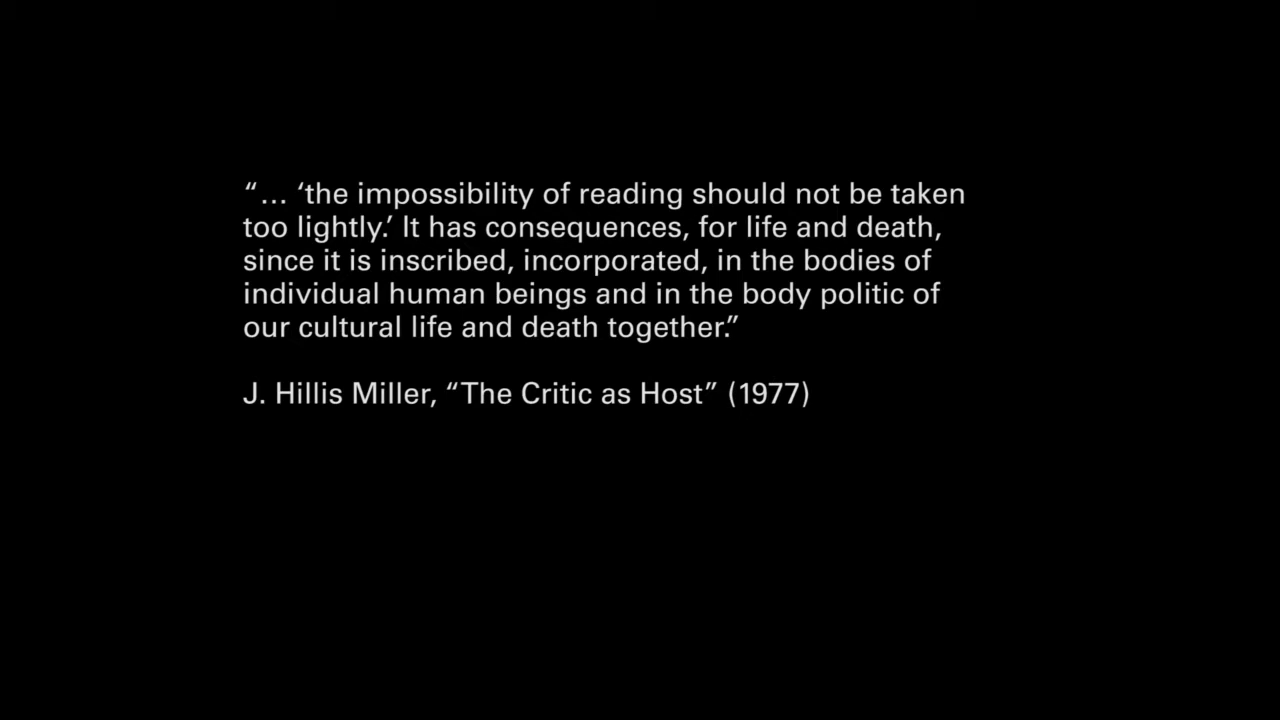 “… ‘the impossibility of reading should not be taken
too lightly.’ It has consequences, for life and death,
since it is inscribed, incorporated, in the bodies of
individual human beings and in the body politic of
our cultural life and death together.”
J. Hillis Miller, “The Critic as Host” (1977)